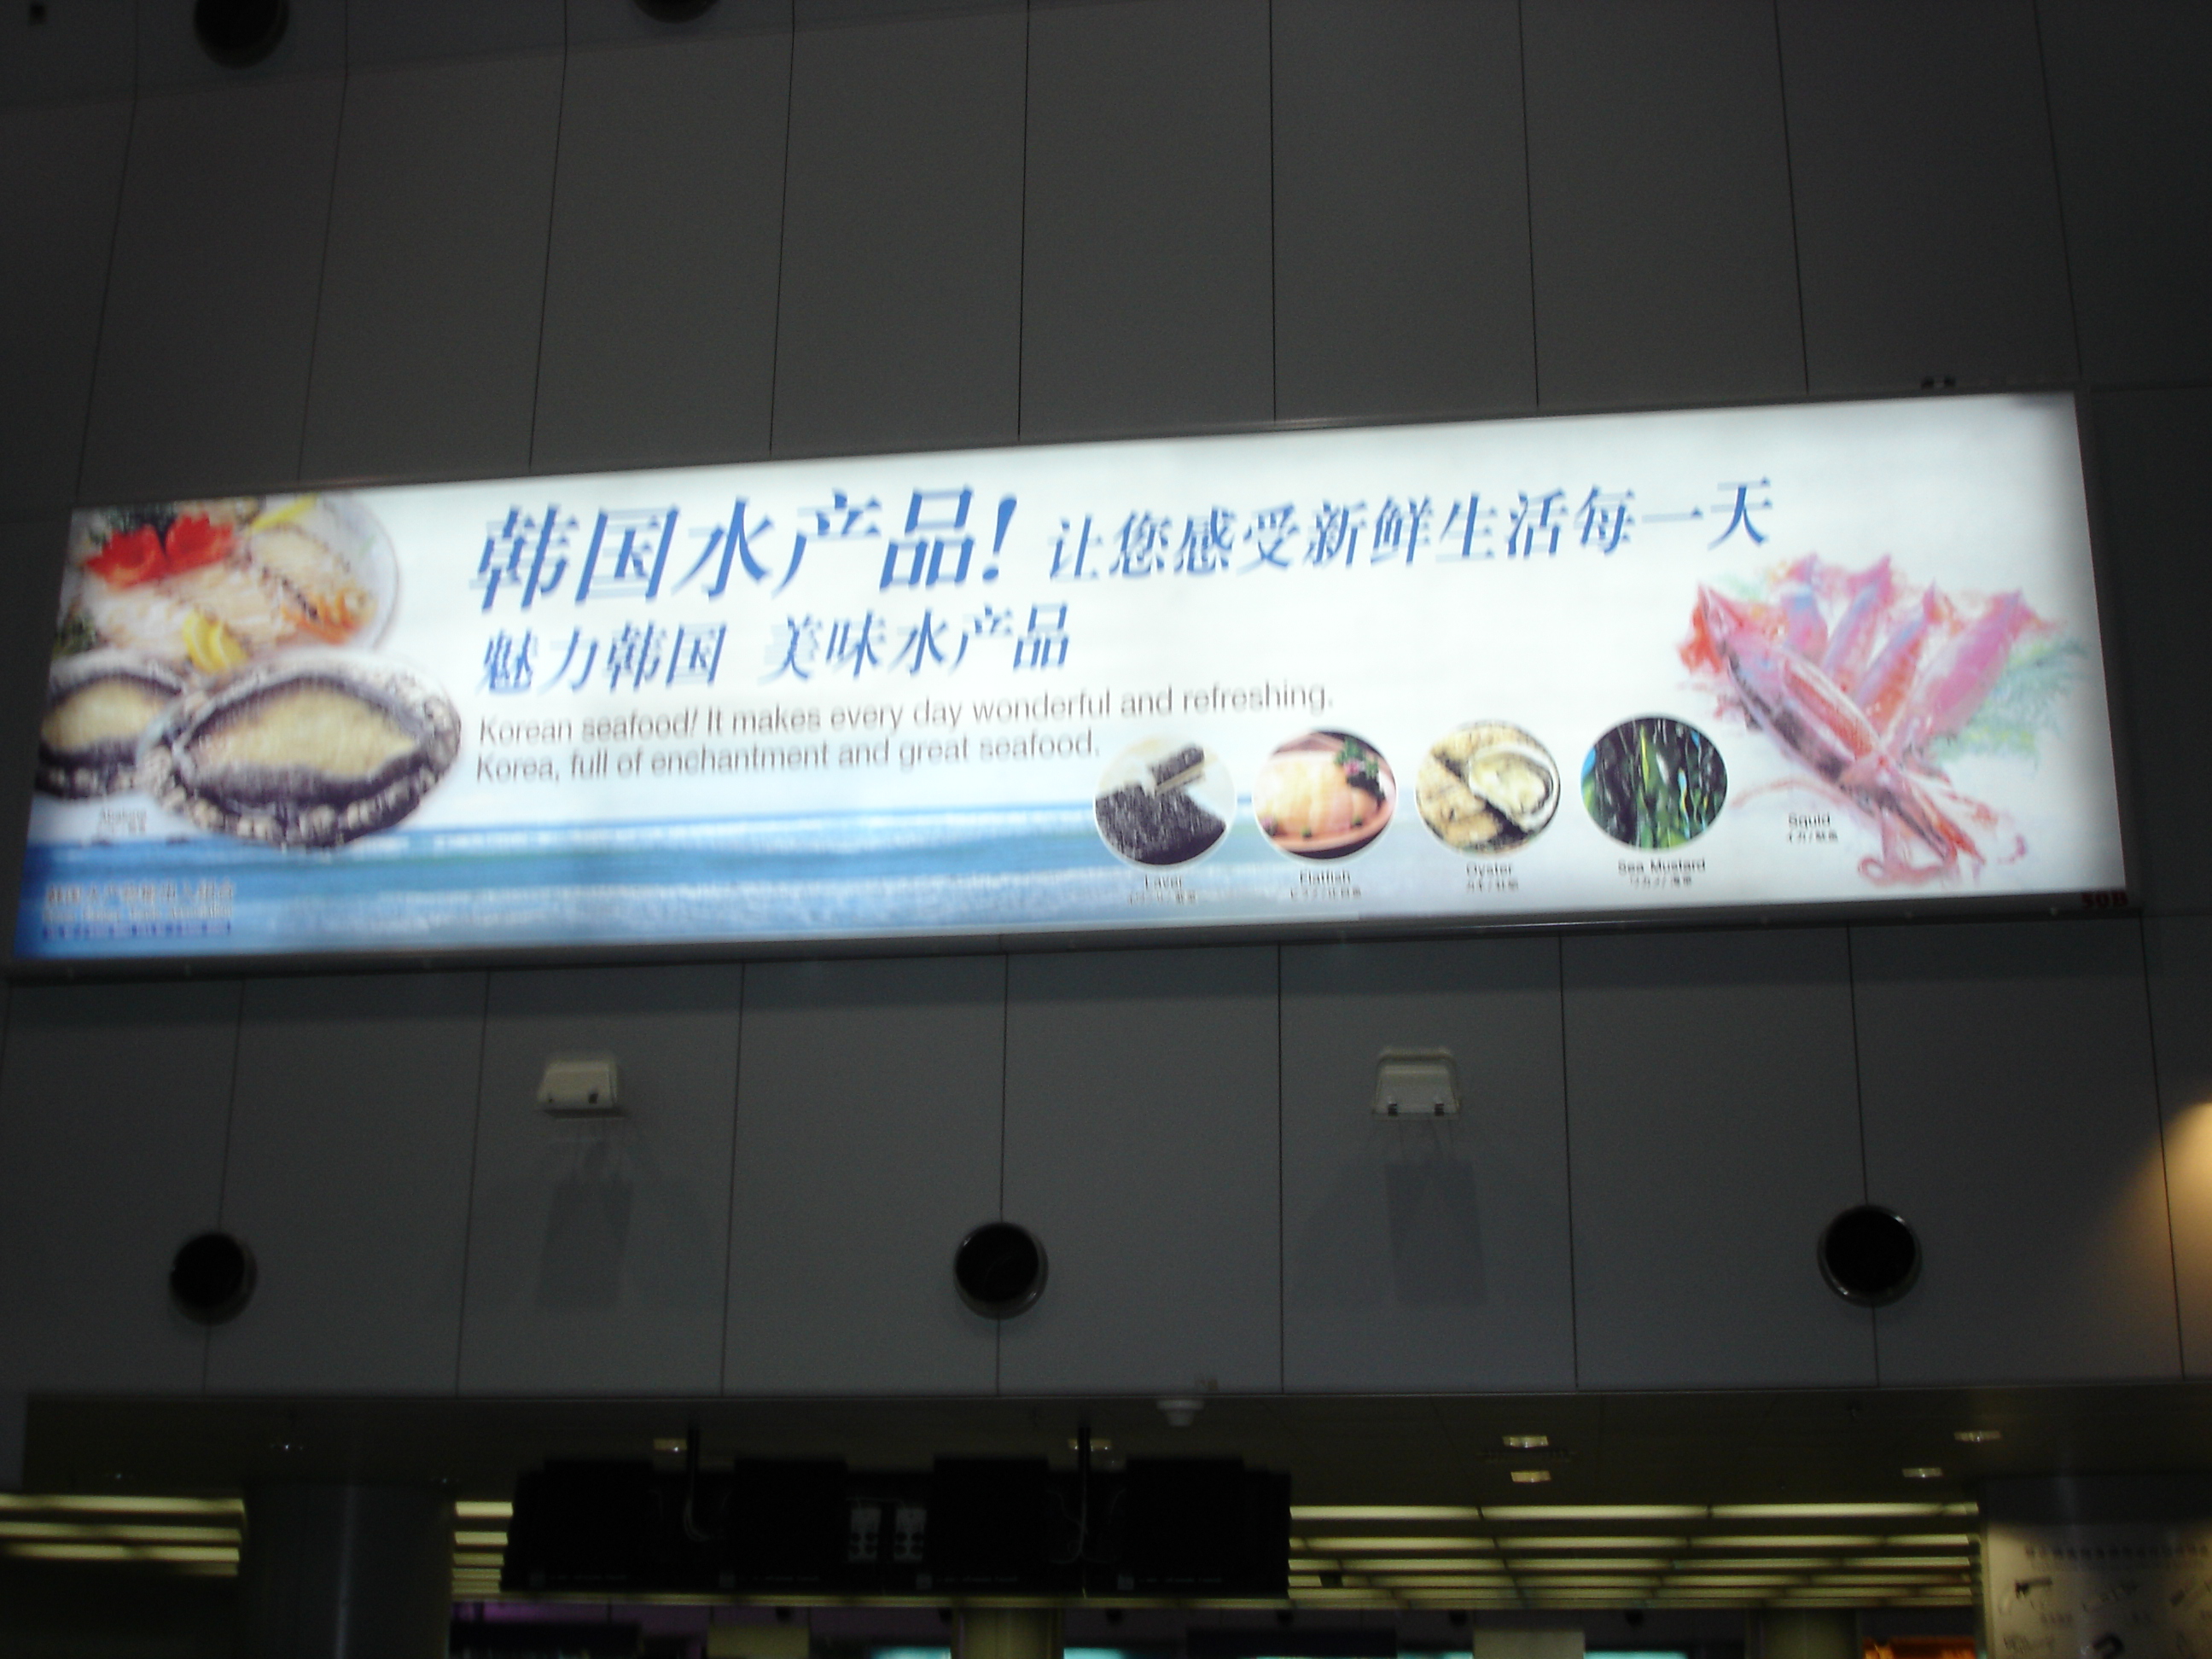 韩国水产品! 让您感受新鲜生活每一天
魅力韩国 美味水产品
Korean seafood! It makes every day wonderful and refreshing.
Korea, full of enchantment and great seafood.
Abalone
Laver
Flatfish
Oyster
Sea Mustard
Squid
50B